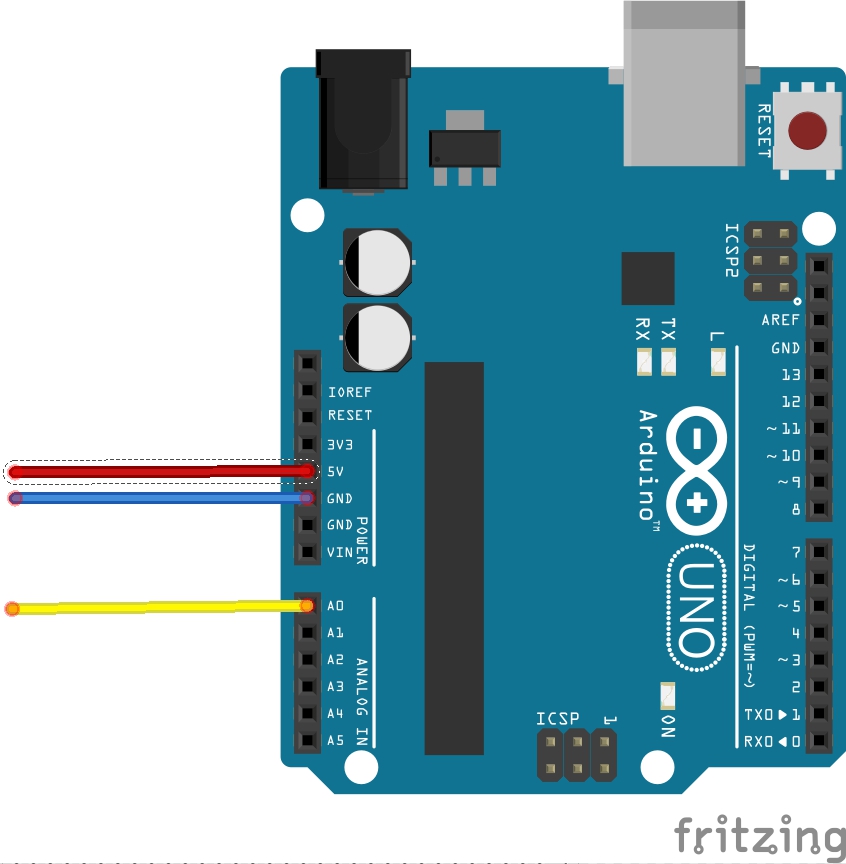 RESET
ICSP2
IOREF
RESET
3V3
5V
GND
GND
VIN
POWER
A0
A1
A2
A3
A4
A5
ANALOG IN
RX
TX
L
Arduino™
UNO
ON
ICSP
1
AREF
GND
13
12
~11
~10
~9
8
7
~6
~5
4
~3
2
TX0▶1
RX0◀0
DIGITAL (PWM=~)
fritzing